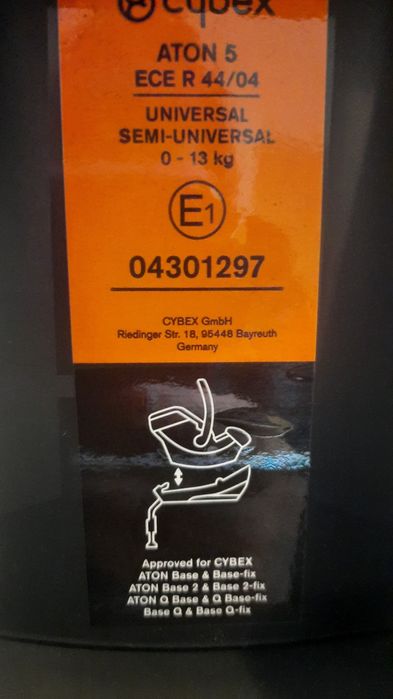 cybex
ATON 5
ECE R 44/04
UNIVERSAL
SEMI-UNIVERSAL
0 - 13 kg
E1
04301297
CYBEX GmbH
Riedinger Str. 18, 95448 Bayreuth
Germany
Approved for CYBEX
ATON Base & Base-fix
ATON Base 2 & Base 2-fix
ATON Q Base & Q Base-fix
Base Q & Base Q-fix